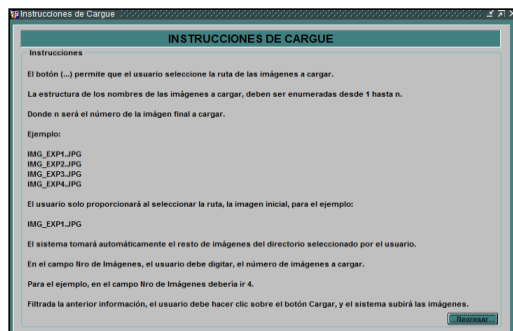 Instrucciones de Cargue
INSTRUCCIONES DE CARGUE
Instrucciones
El botón (...) permite que el usuario seleccione la ruta de las imágenes a cargar.
La estructura de los nombres de las imágenes a cargar, deben ser enumeradas desde 1 hasta n.
Donde n será el número de la imágen final a cargar.
Ejemplo:
IMG_EXP1.JPG
IMG_EXP2.JPG
IMG_EXP3.JPG
IMG_EXP4.JPG
El usuario solo proporcionará al seleccionar la ruta, la imagen inicial, para el ejemplo:
IMG_EXP1.JPG
El sistema tomará automáticamente el resto de imágenes del directorio seleccionado por el usuario.
En el campo Nro de Imágenes, el usuario debe digitar, el número de imágenes a cargar.
Para el ejemplo, en el campo Nro de Imágenes debería ir 4.
Filtrada la anterior información, el usuario debe hacer clic sobre el botón Cargar, y el sistema subirá las imágenes.
...Regresar...